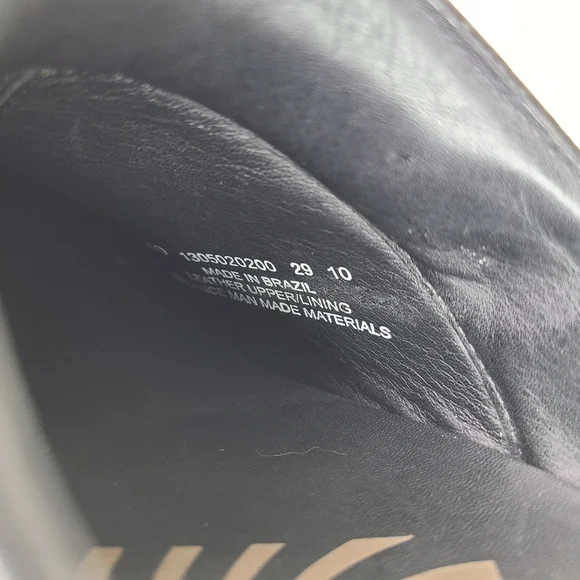 1305020200 29 10
MADE IN BRAZIL
LEATHER UPPER/LINING
MAN MADE MATERIALS